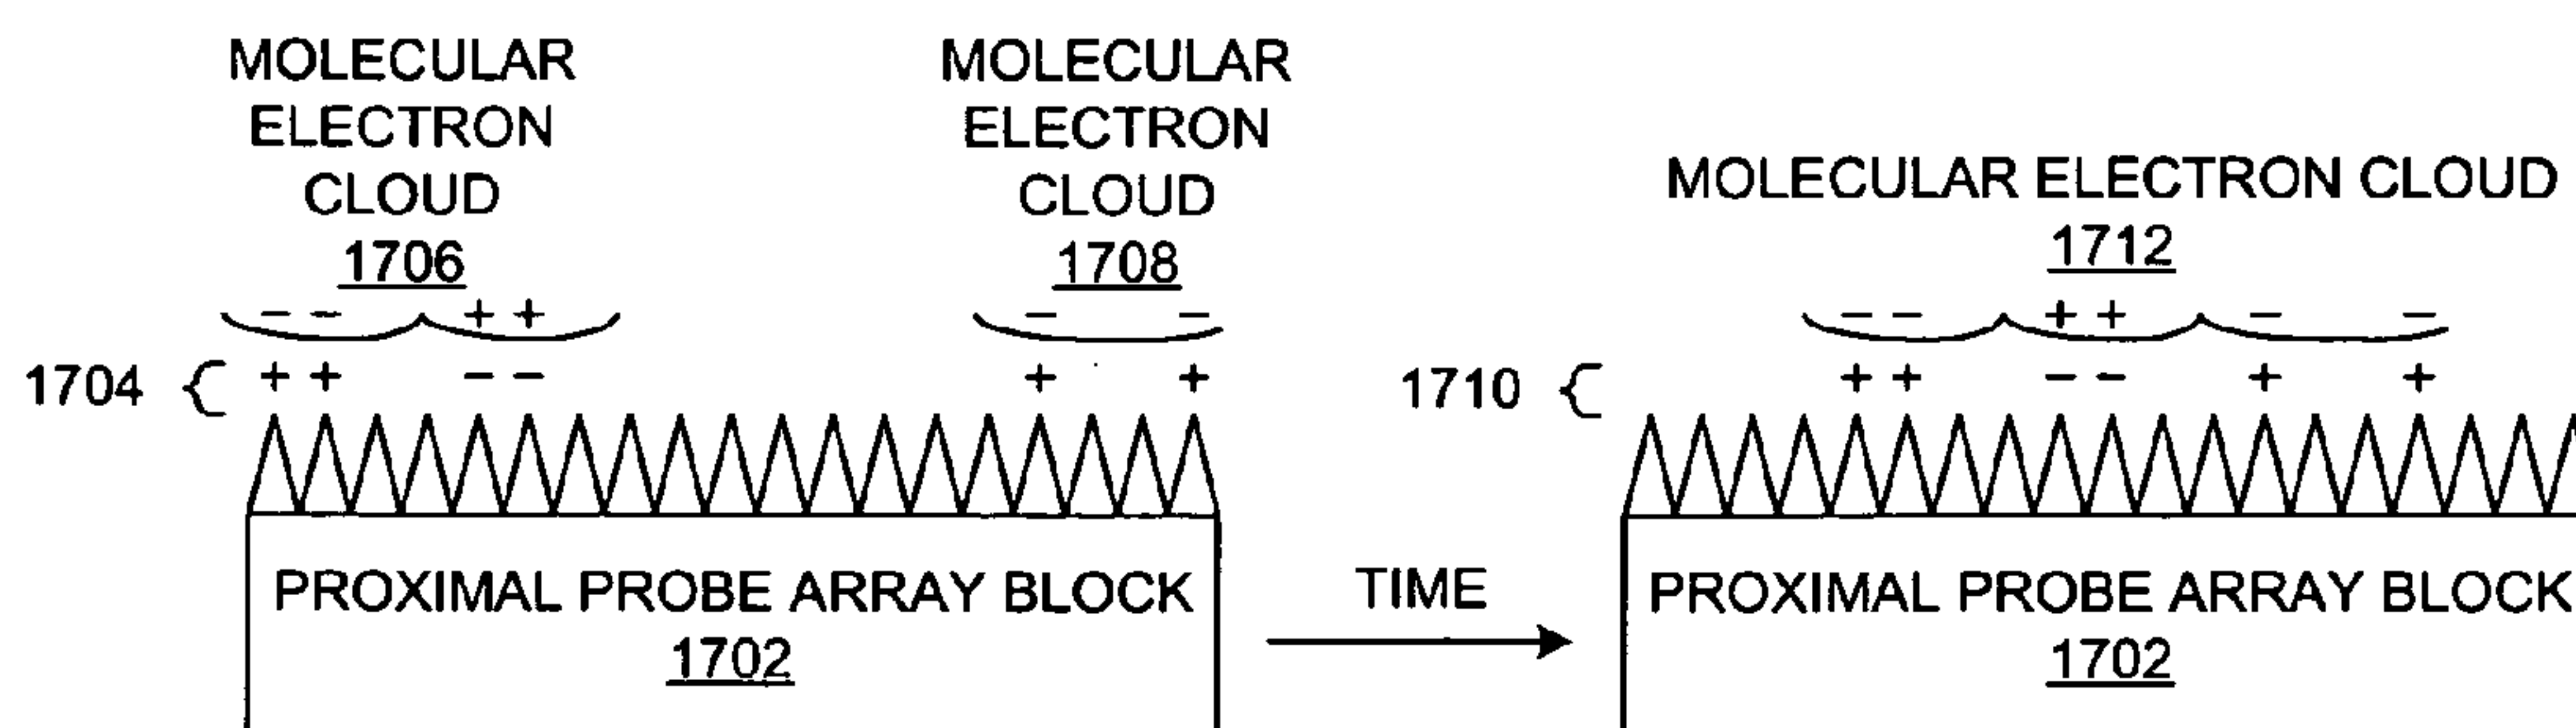 MOLECULAR
ELECTRON
CLOUD
1706
MOLECULAR
ELECTRON
CLOUD
1708
MOLECULAR ELECTRON CLOUD
1712
− − + +
− −
− − + + − −
1704 + + − − + +
1710 + + − − + +
PROXIMAL PROBE ARRAY BLOCK
1702
TIME
PROXIMAL PROBE ARRAY BLOCK
1702